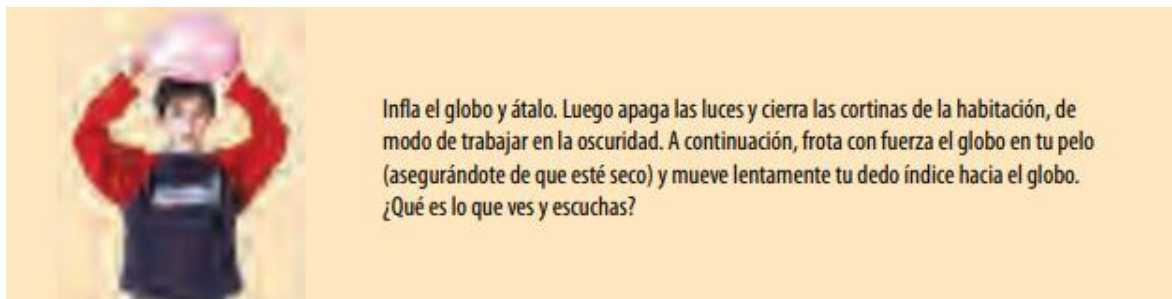 Infla el globo y átalo. Luego apaga las luces y cierra las cortinas de la habitación, de
modo de trabajar en la oscuridad. A continuación, frota con fuerza el globo en tu pelo
(asegurándote de que esté seco) y mueve lentamente tu dedo índice hacia el globo.
¿Qué es lo que ves y escuchas?